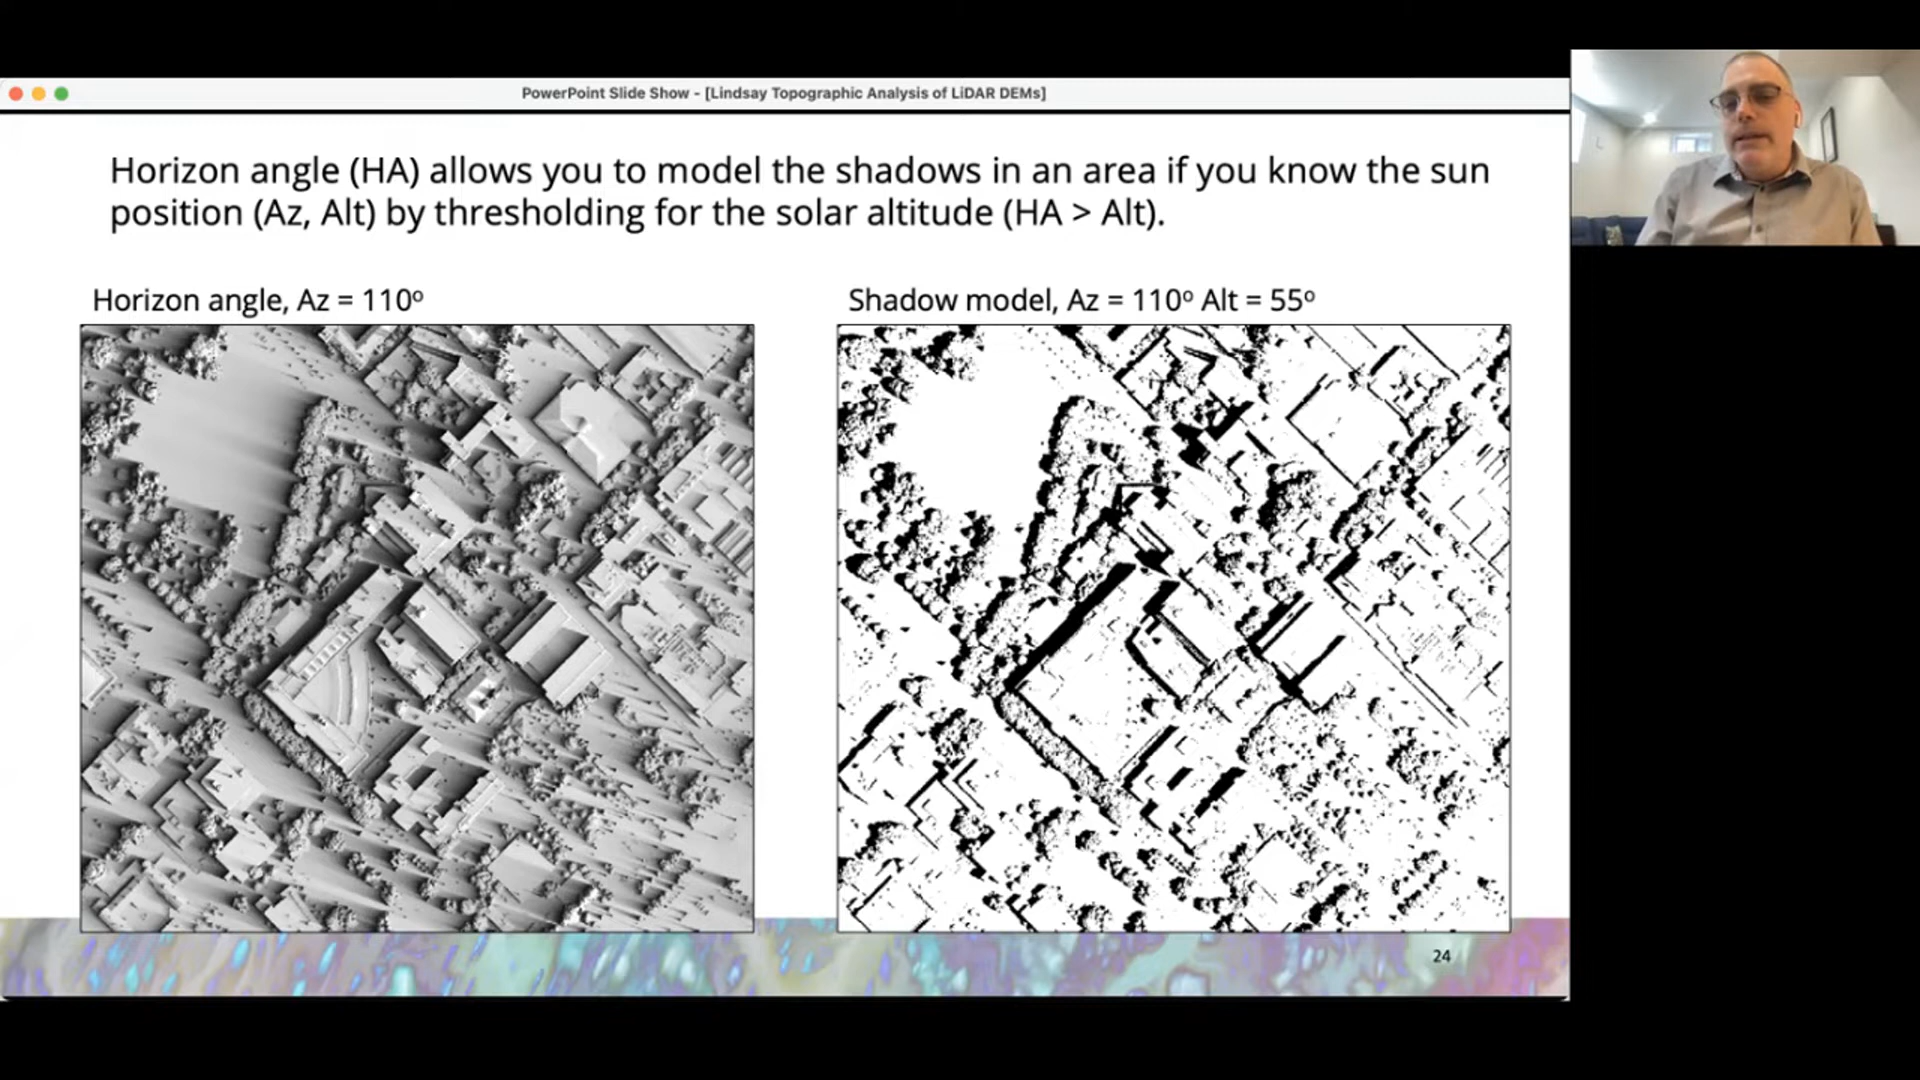 PowerPoint Slide Show - [Lindsay Topographic Analysis of LiDAR DEMs]
Horizon angle (HA) allows you to model the shadows in an area if you know the sun
position (Az, Alt) by thresholding for the solar altitude (HA > Alt).
Horizon angle, Az = 110º
Shadow model, Az = 110º Alt = 55º
24